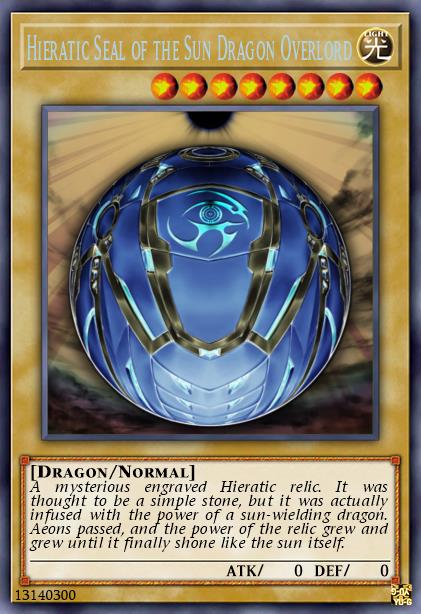 Hieratic Seal of the Sun Dragon Overlord
LIGHT
光
[Dragon/Normal]
A mysterious engraved Hieratic relic. It was
thought to be a simple stone, but it was actually
infused with the power of a sun-wielding dragon.
Aeons passed, and the power of the relic grew and
grew until it finally shone like the sun itself.
ATK/ 0 DEF/ 0
13140300